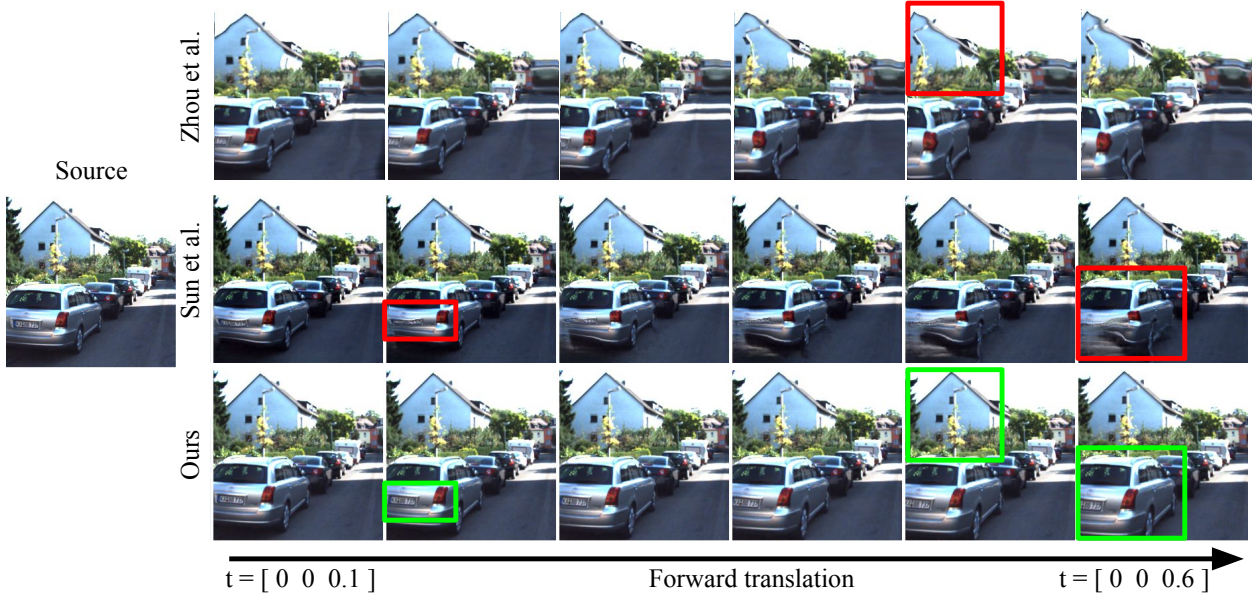 Zhou et al.
Source
Sun et al.
Ours
t = [ 0 0 0.1 ]
Forward translation
t = [ 0 0 0.6 ]